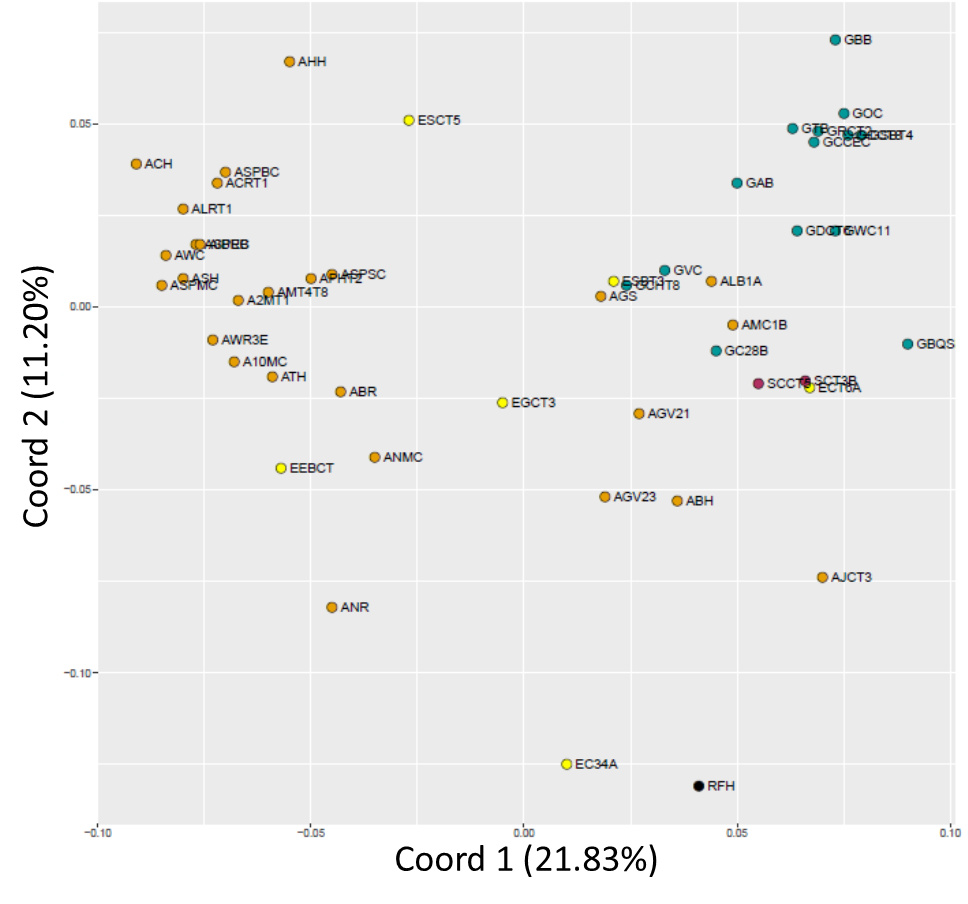 GBB
AHH
GOC
ESCT5
0.05
GTB
GRCT2
GCCEC
ACH
ASPBC
ACRT1
GAB
ALRT1
GDCT6
GWC11
AWC
GVC
ASH
ASPSC
ASPMC
APHT2
ESBT3
ALB1A
GCHT8
AMT4T8
AGS
A2MT1
0.00
AMC1B
AWR3E
GBQS
GC28B
A10MC
ATH
SCT3B
SCCT6
ECT6A
ABR
EGCT3
AGV21
ANMC
EEBCT
−0.05
AGV23
ABH
AJCT3
ANR
−0.10
EC34A
RFH
−0.10
−0.05
0.00
0.05
0.10
Coord 1 (21.83%)
Coord 2 (11.20%)